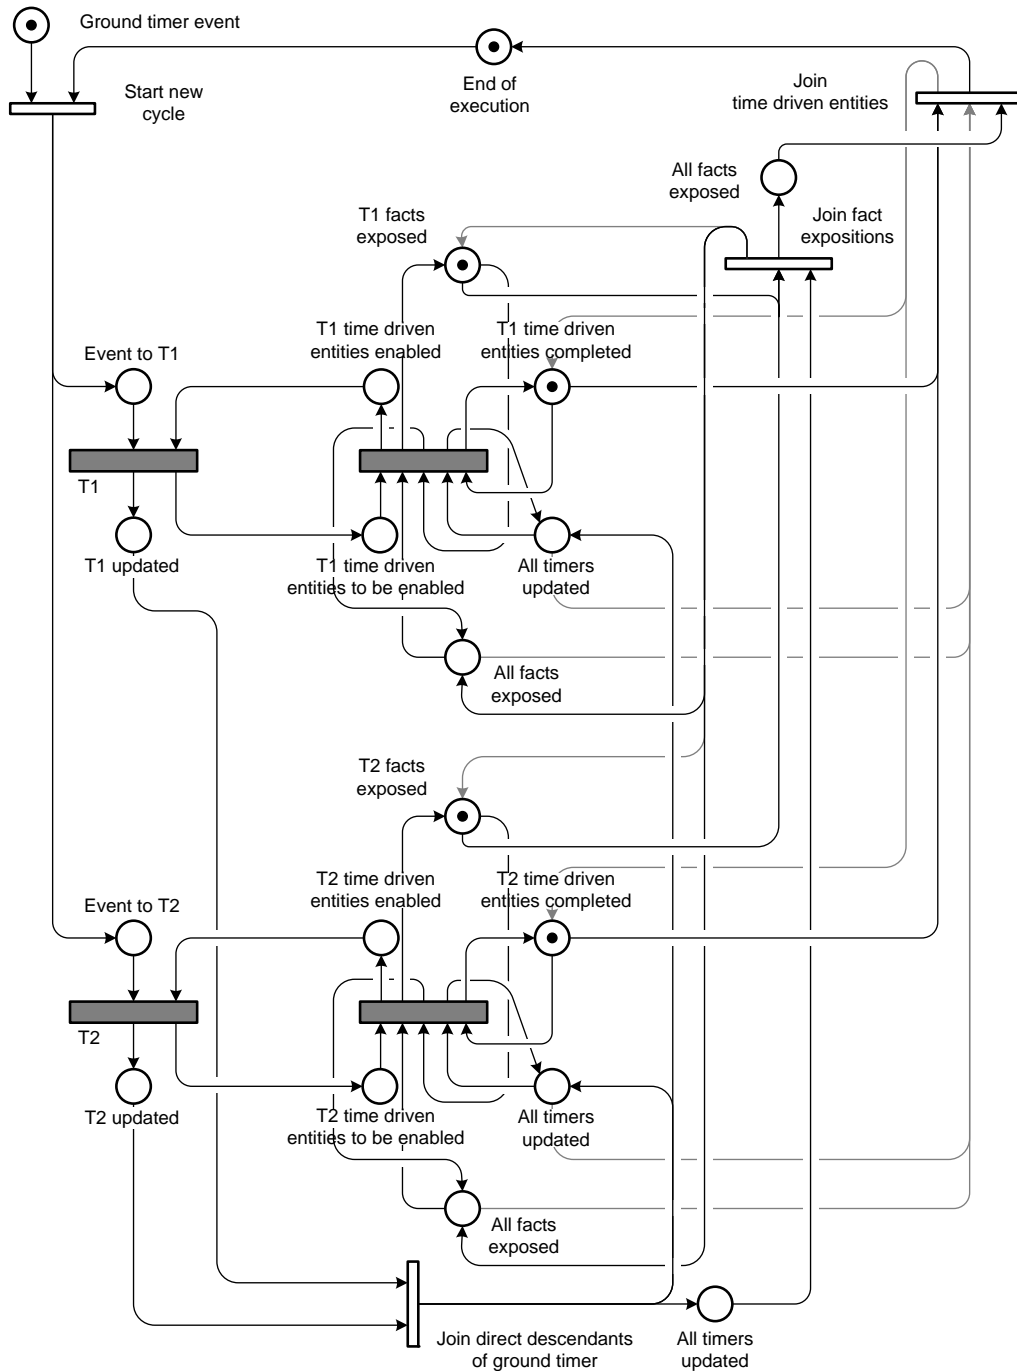 Ground timer event
Start new
cycle
End of
execution
Join
time driven entities
All facts
exposed
Join fact
expositions
T1 facts
exposed
T1 time driven
entities enabled
T1 time driven
entities completed
Event to T1
T1
T1 updated
T1 time driven
entities to be enabled
All timers
updated
All facts
exposed
T2 facts
exposed
T2 time driven
entities enabled
T2 time driven
entities completed
Event to T2
T2
T2 updated
T2 time driven
entities to be enabled
All timers
updated
All facts
exposed
Join direct descendants
of ground timer
All timers
updated